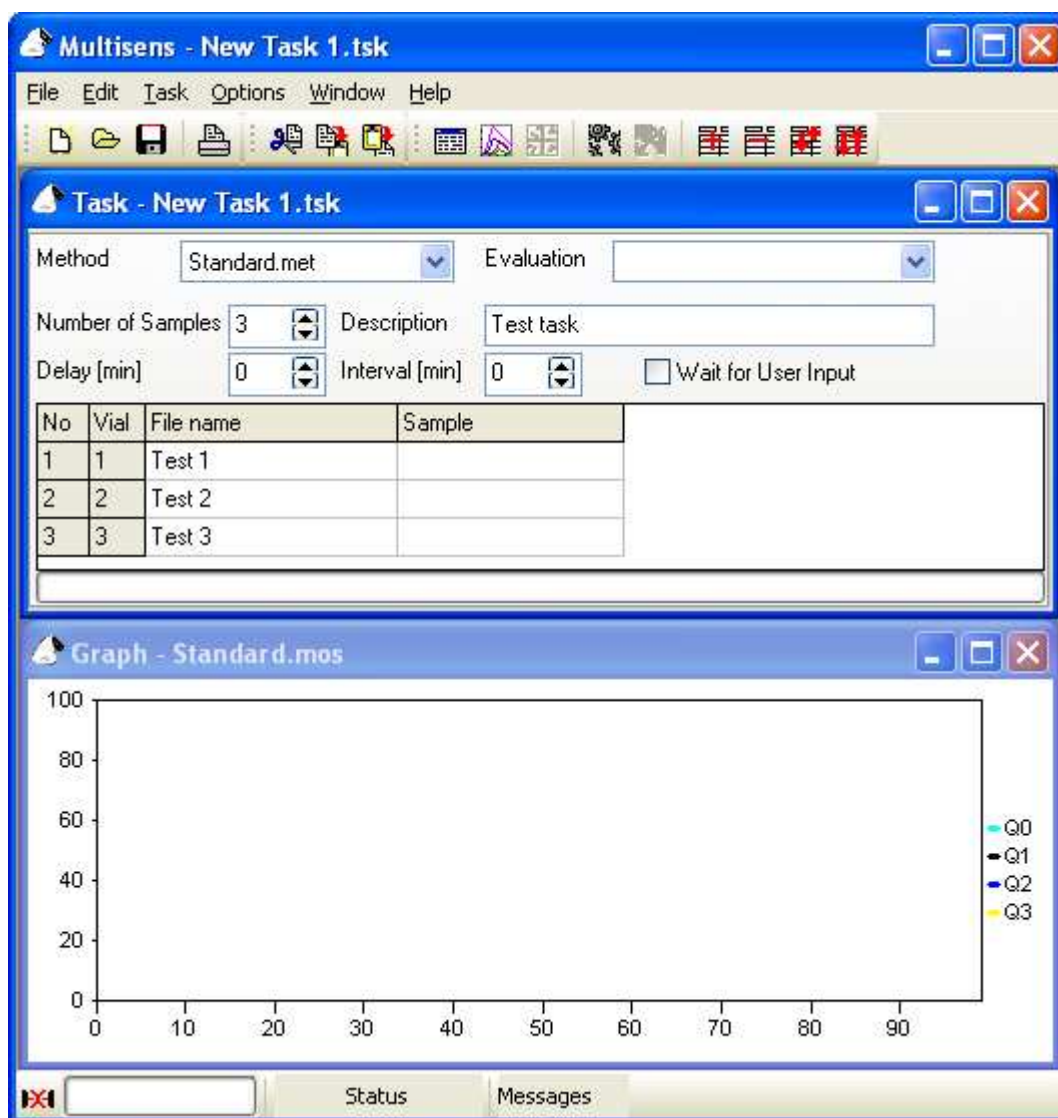 Multisens - New Task 1.tsk
File Edit Task Options Window Help
Task - New Task 1.tsk
Method Standard.met Evaluation
Number of Samples 3 Description Test task
Delay [min] 0 Interval [min] 0 Wait for User Input
No Vial File name Sample
1 1 Test 1
2 2 Test 2
3 3 Test 3
Graph - Standard.mos
100
80
60
40
20
0
Q0
Q1
Q2
Q3
0 10 20 30 40 50 60 70 80 90
Status Messages